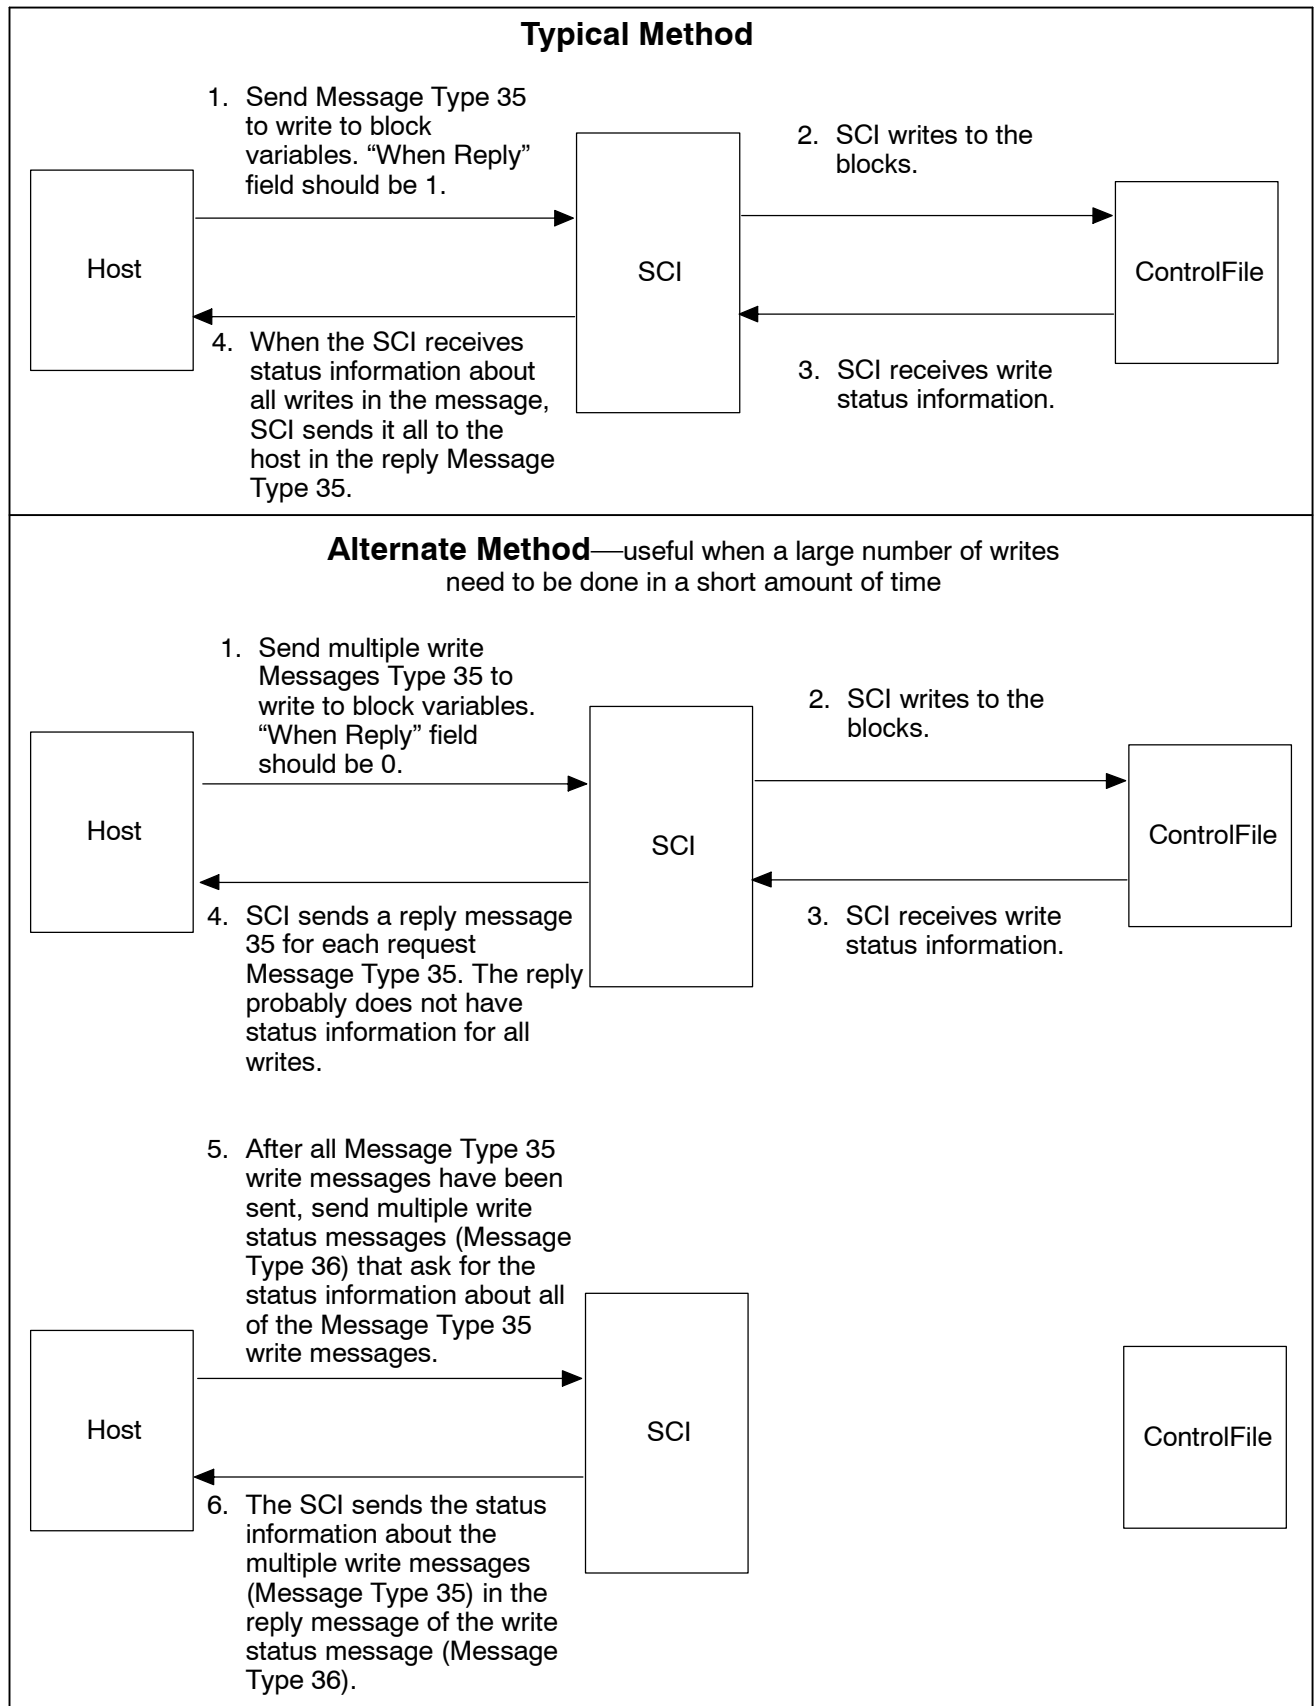 Typical Method
1. Send Message Type 35
to write to block
variables. “When Reply”
field should be 1.
2. SCI writes to the
blocks.
Host
SCI
ControlFile
3. SCI receives write
status information.
4. When the SCI receives
status information about
all writes in the message,
SCI sends it all to the
host in the reply Message
Type 35.
Alternate Method—useful when a large number of writes
need to be done in a short amount of time
1. Send multiple write
Messages Type 35 to
write to block variables.
“When Reply” field
should be 0.
2. SCI writes to the
blocks.
Host
SCI
ControlFile
3. SCI receives write
status information.
4. SCI sends a reply message
35 for each request
Message Type 35. The reply
probably does not have
status information for all
writes.
5. After all Message Type 35
write messages have been
sent, send multiple write
status messages (Message
Type 36) that ask for the
status information about all
of the Message Type 35
write messages.
Host
SCI
ControlFile
6. The SCI sends the status
information about the
multiple write messages
(Message Type 35) in the
reply message of the write
status message (Message
Type 36).